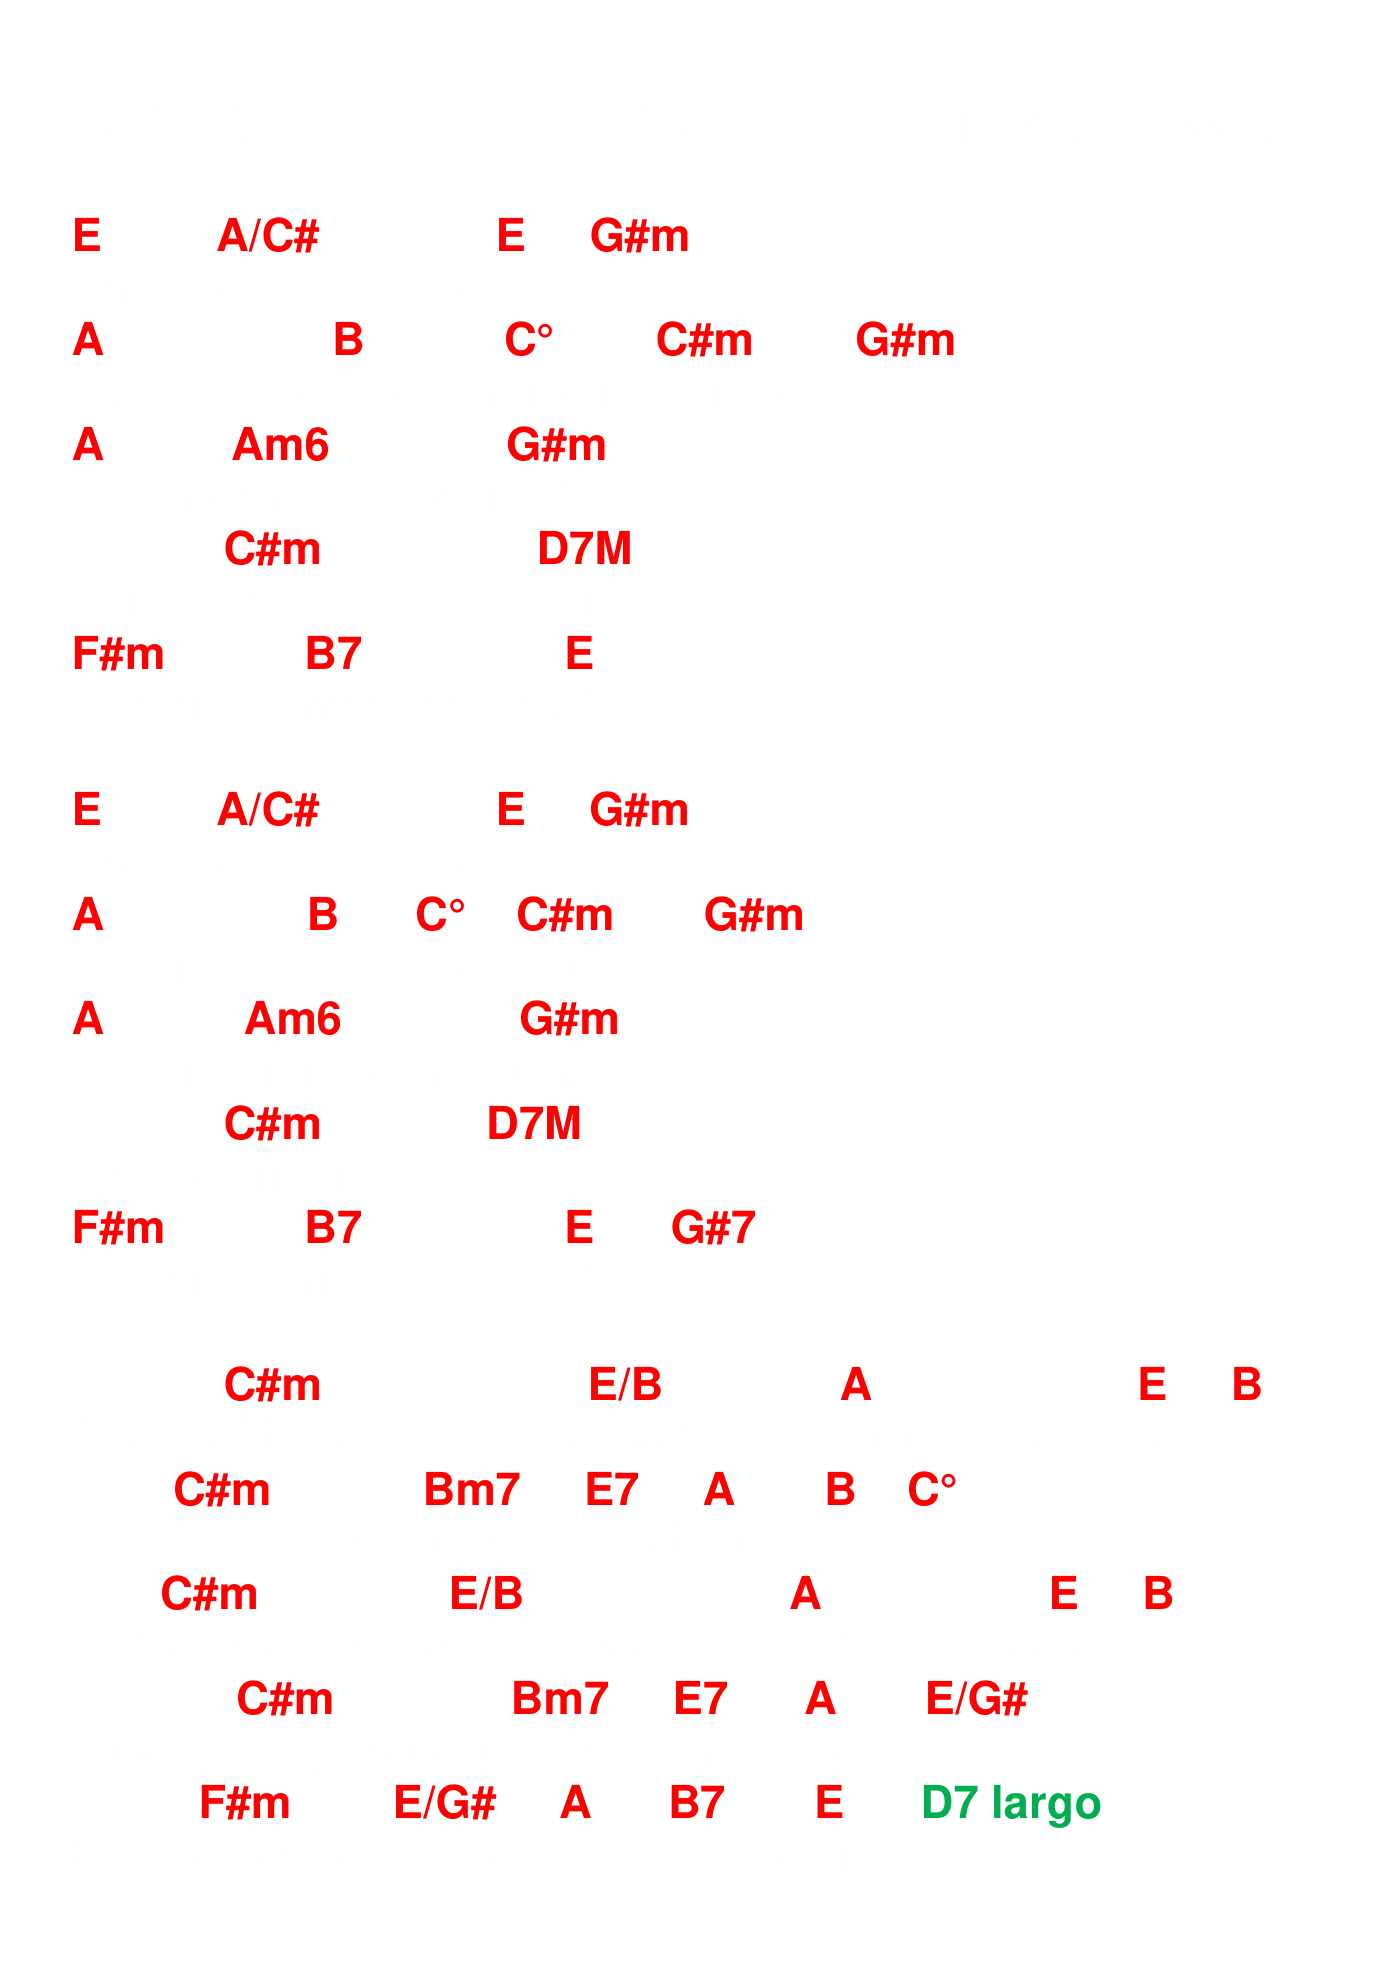 E A/C# E G#m
A B C° C#m G#m
A Am6 G#m
C#m D7M
F#m B7 E
E A/C# E G#m
A B C° C#m G#m
A Am6 G#m
C#m D7M
F#m B7 E G#7
C#m E/B A E B
C#m Bm7 E7 A B C°
C#m E/B A E B
C#m Bm7 E7 A E/G#
F#m E/G# A B7 E D7 largo